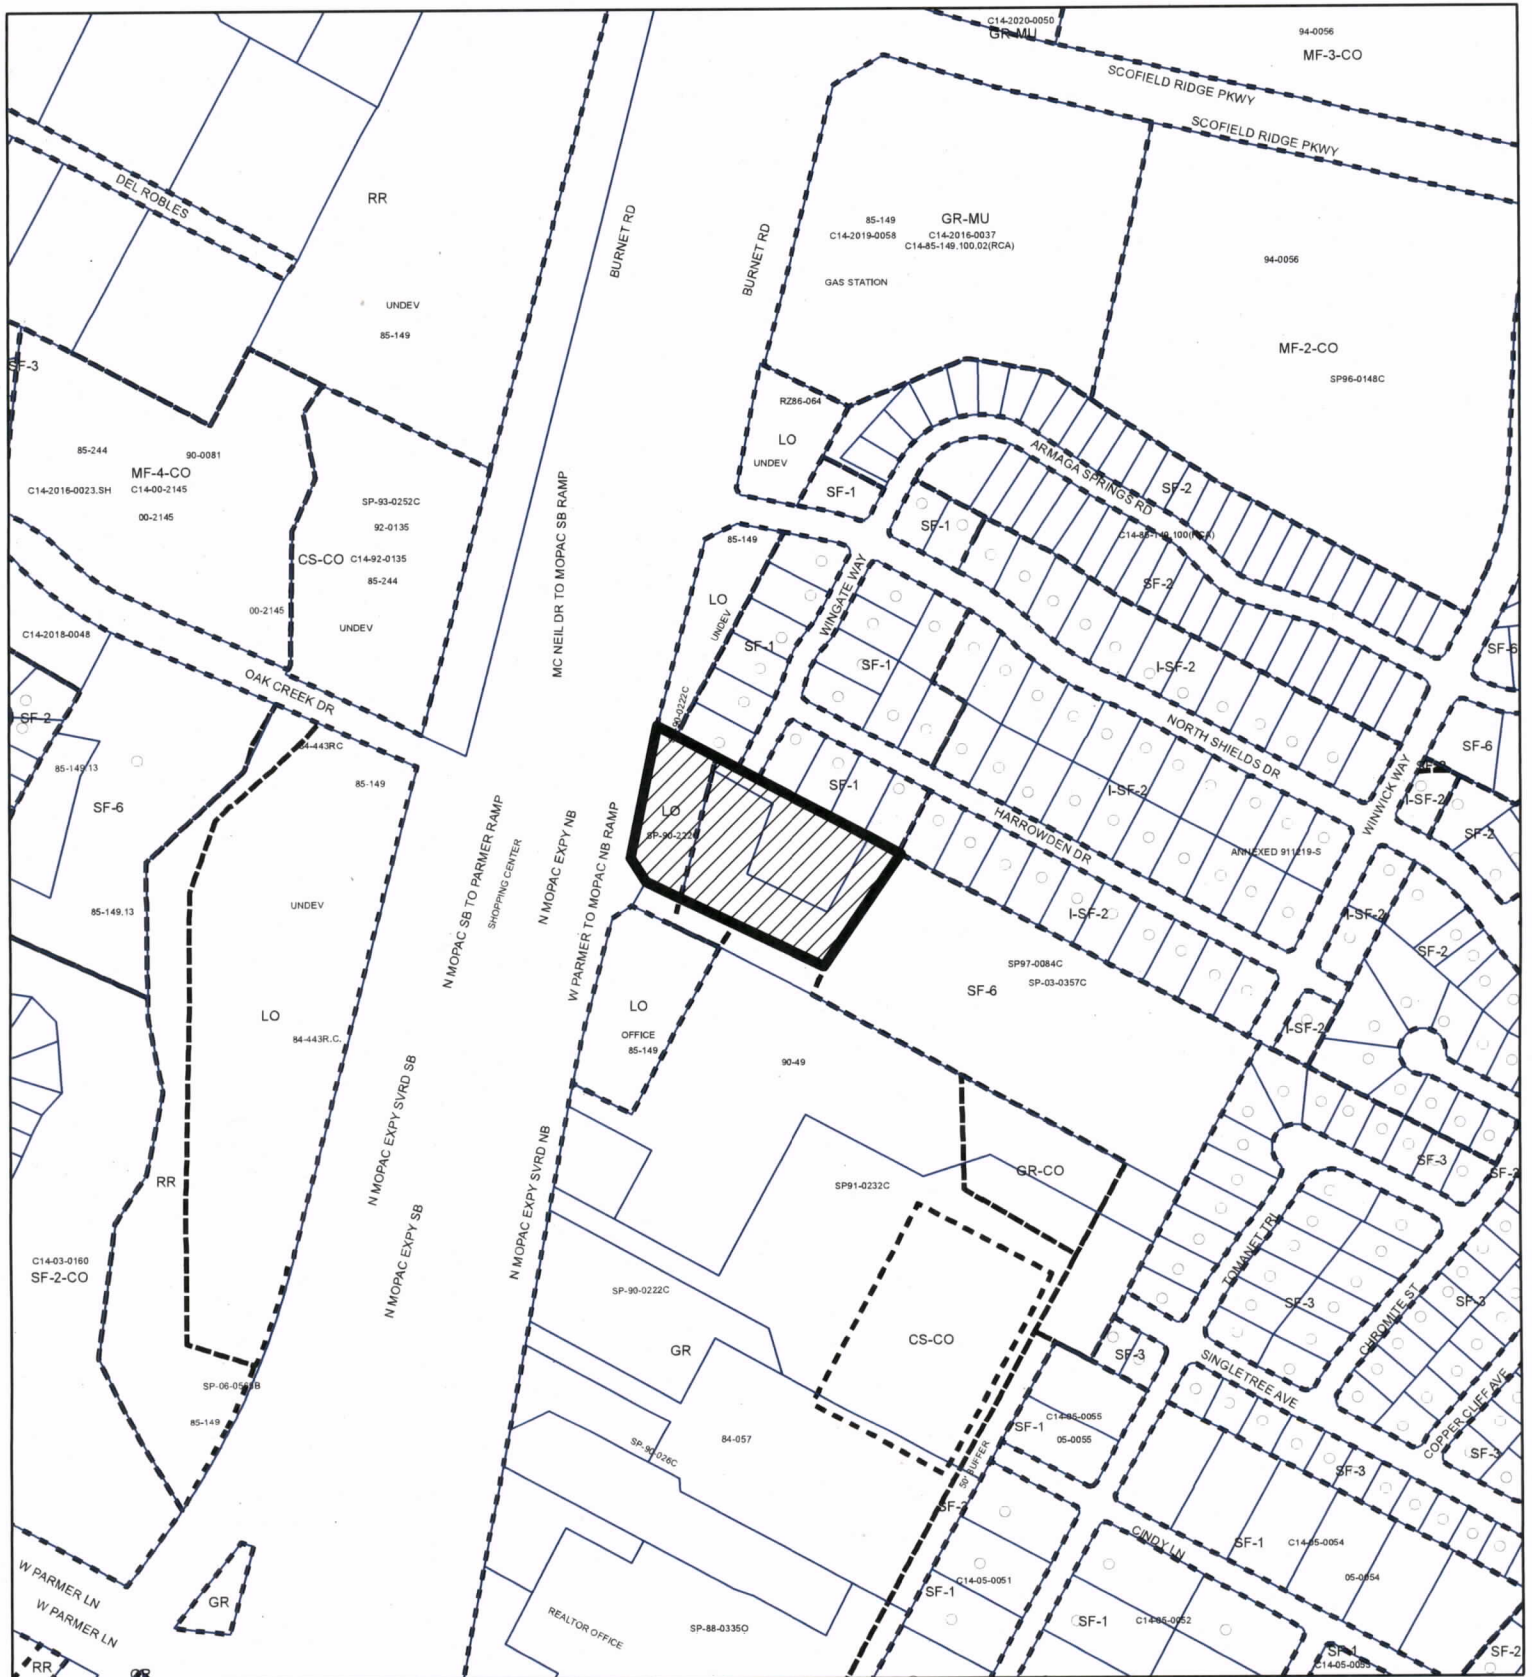 C14-2020-0050
GR-MU
94-0056
MF-3-CO
SCOFIELD RIDGE PKWY
SCOFIELD RIDGE PKWY
DEL ROBLES
RR
BURNET RD
BURNET RD
85-149
GR-MU
C14-2019-0058
C14-2016-0037
C14-85-149.100.02(RCA)
GAS STATION
94-0056
UNDEV
85-149
MF-2-CO
SP96-0148C
SF-3
RZ86-064
LO
UNDEV
85-244
90-0081
MF-4-CO
C14-2016-0023.SH
C14-00-2145
00-2145
SP-93-0252C
92-0135
CS-CO
C14-92-0135
85-244
00-2145
UNDEV
MC NEIL DR TO MOPAC SB RAMP
ARMAGA SPRINGS RD
SF-2
SF-1
SF-1
C14-85-149.100(RCA)
SF-2
85-149
LO
UNDEV
WINGATE WAY
SF-1
SF-1
I-SF-2
SF-6
C14-2018-0048
OAK CREEK DR
SF-2
84-443RC
85-149
85-149.13
SF-6
90-0222C
NORTH SHIELDS DR
SF-6
WINWICK WAY
I-SF-2
SF-2
SF-1
I-SF-2
LO
HARROWDEN DR
ANNEXED 911219-S
N MOPAC SB TO PARMER RAMP
SHOPPING CENTER
N MOPAC EXPY NB
W PARMER TO MOPAC NB RAMP
85-149.13
UNDEV
I-SF-2
I-SF-2
SF-2
SP97-0084C
SP-03-0357C
SF-6
LO
84-443R.C.
LO
OFFICE
85-149
I-SF-2
90-49
N MOPAC EXPY SVRD SB
N MOPAC EXPY SVRD NB
RR
GR-CO
SP91-0232C
SF-3
N MOPAC EXPY SB
C14-03-0160
SF-2-CO
SP-90-0222C
TOMANET TRL
SF-3
CHROMITE ST
SF-3
GR
CS-CO
SF-3
SINGLETREE AVE
85-149
84-057
SP-90-026C
50' BUFFER
SF-1
C14-05-0055
05-0055
COPPER CLIFF AVE
SF-3
SF-3
CINDY LN
SF-1
C14-05-0054
05-0054
W PARMER LN
W PARMER LN
GR
REALTOR OFFICE
SP-88-0335O
SF-1
C14-05-0051
SF-1
C14-05-0052
SF-1
SF-2
RR